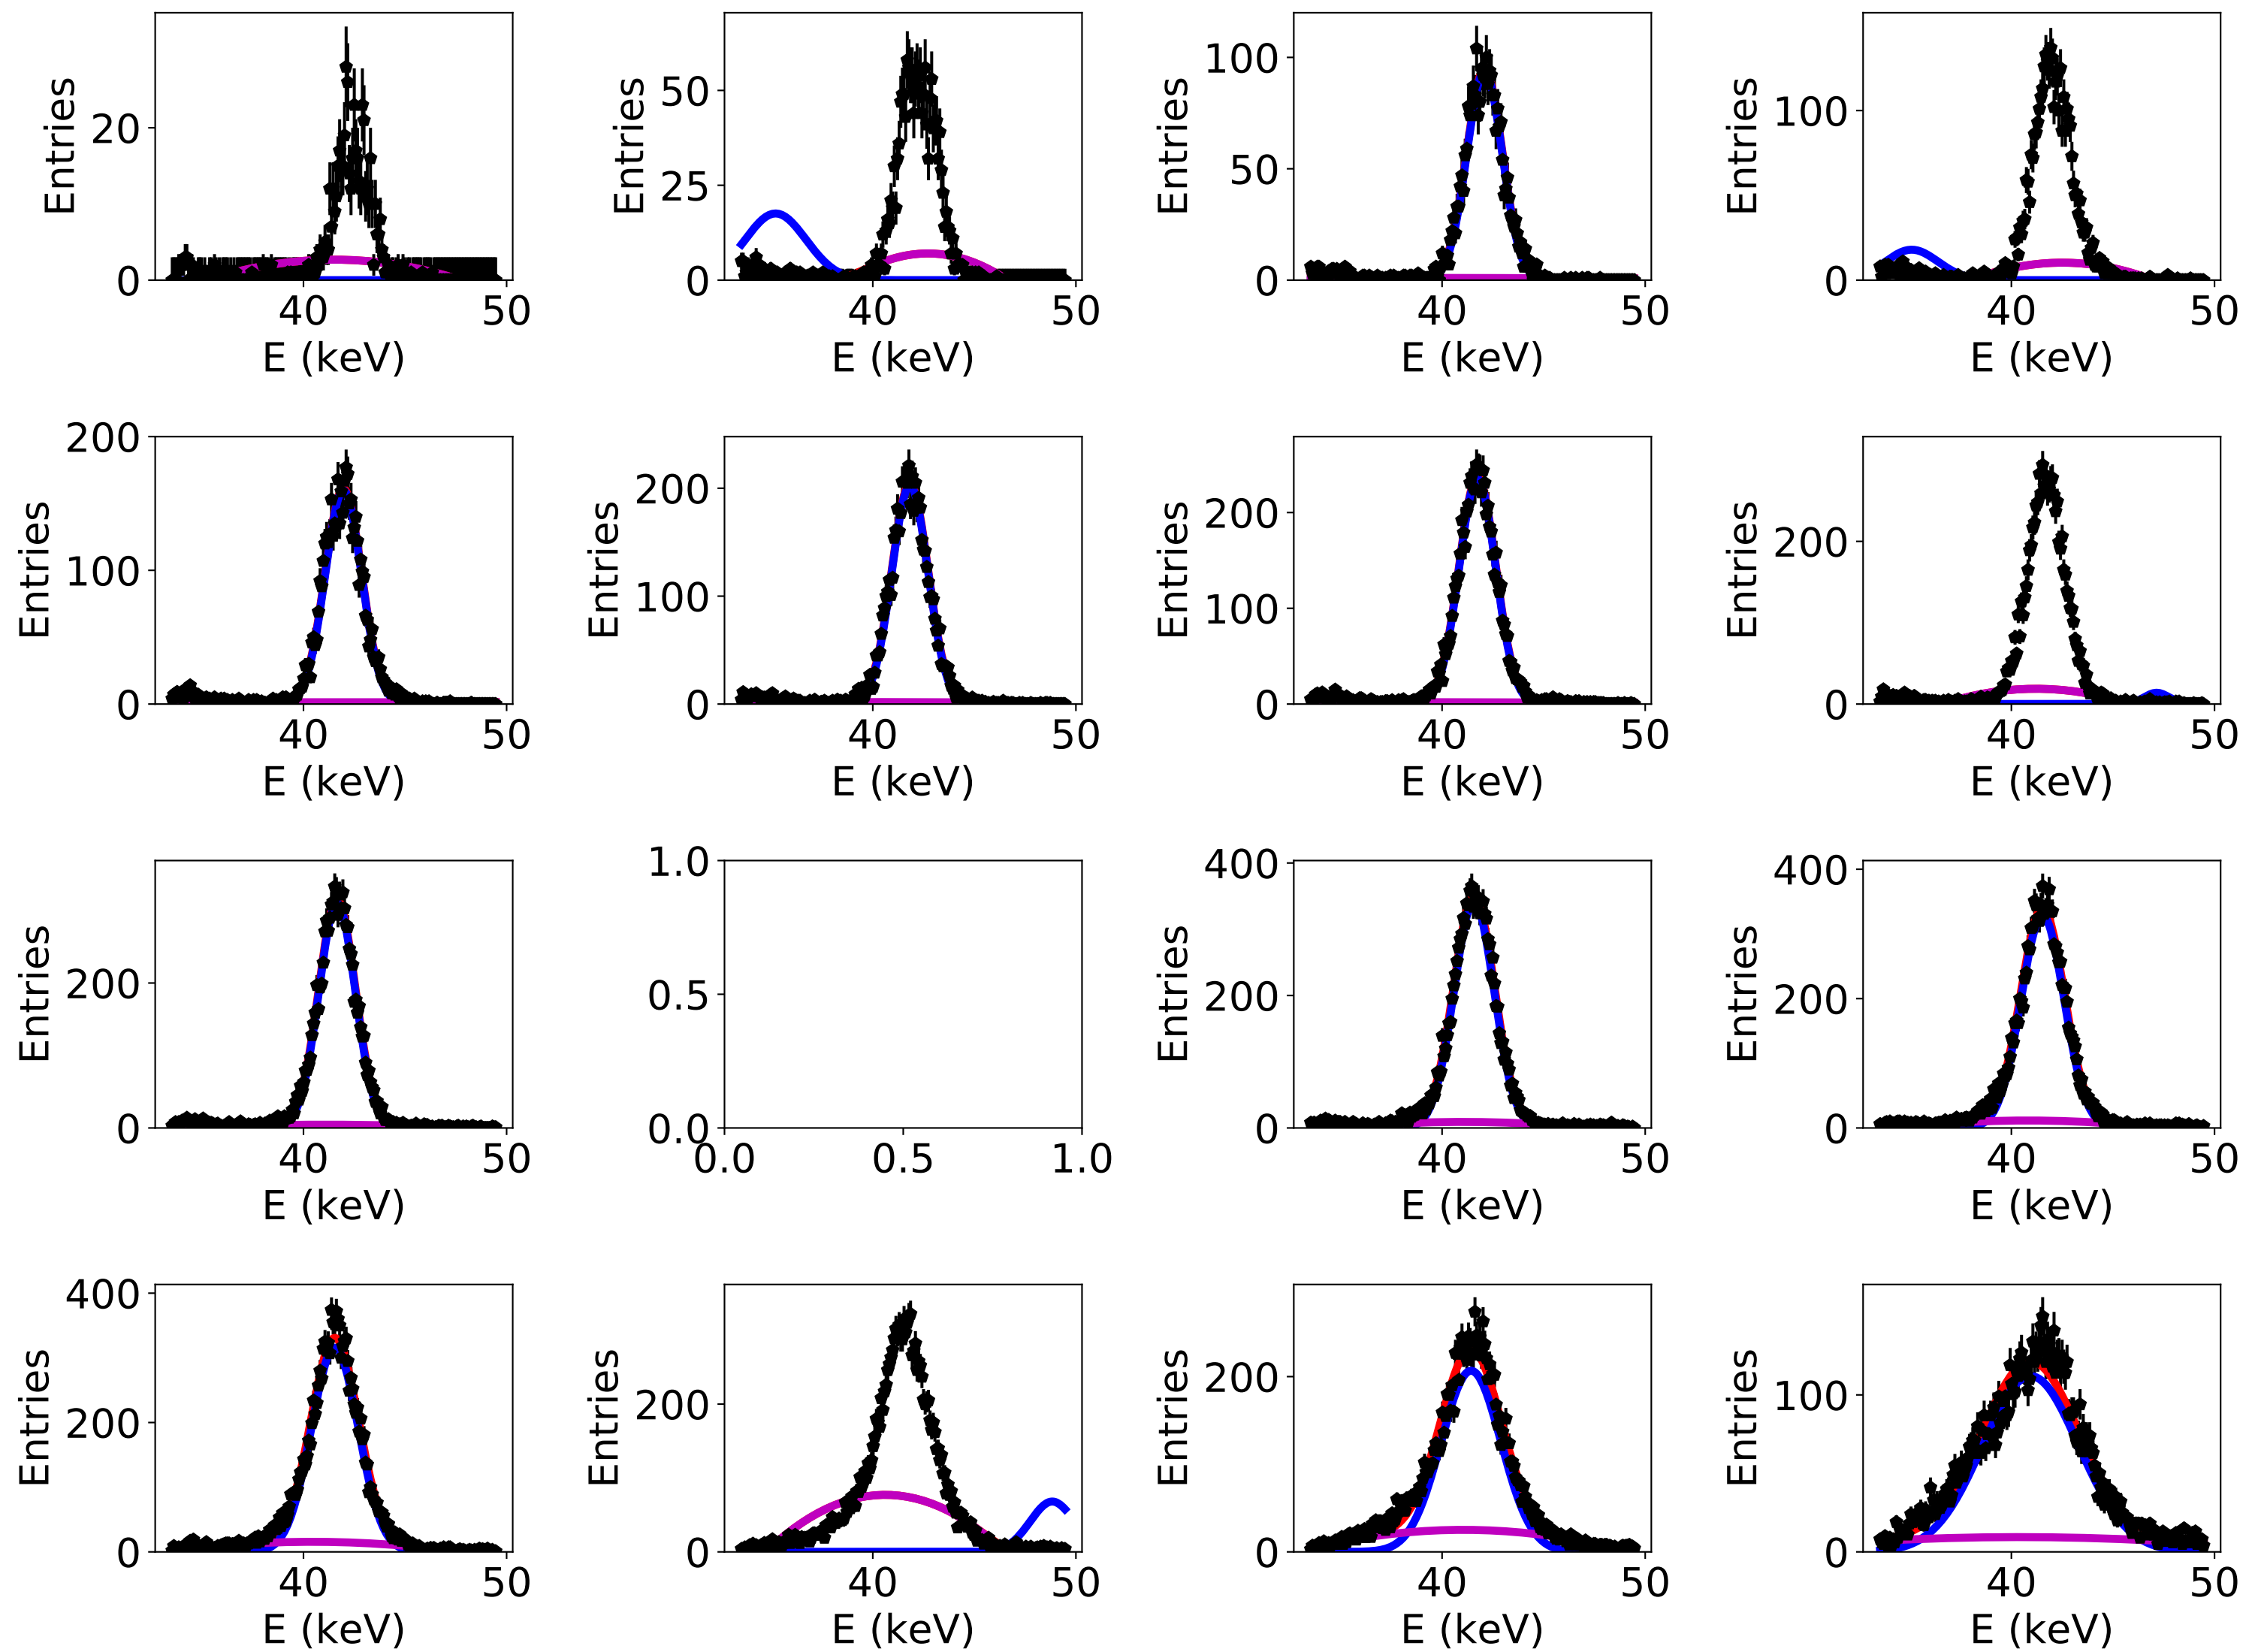 Entries Entries Entries Entries
20 0 50 25 0 100 50 0 100 0
40 50 40 50 40 50 40 50
E (keV) E (keV) E (keV) E (keV)
Entries Entries Entries Entries
200 100 0 200 100 0 200 100 0 200 0
40 50 40 50 40 50 40 50
E (keV) E (keV) E (keV) E (keV)
Entries Entries Entries
200 0 1.0 0.5 0.0 400 200 0 400 200 0
40 50 0.0 0.5 1.0 40 50 40 50
E (keV) E (keV) E (keV)
Entries Entries Entries Entries
400 200 0 200 0 200 0 100 0
40 50 40 50 40 50 40 50
E (keV) E (keV) E (keV) E (keV)